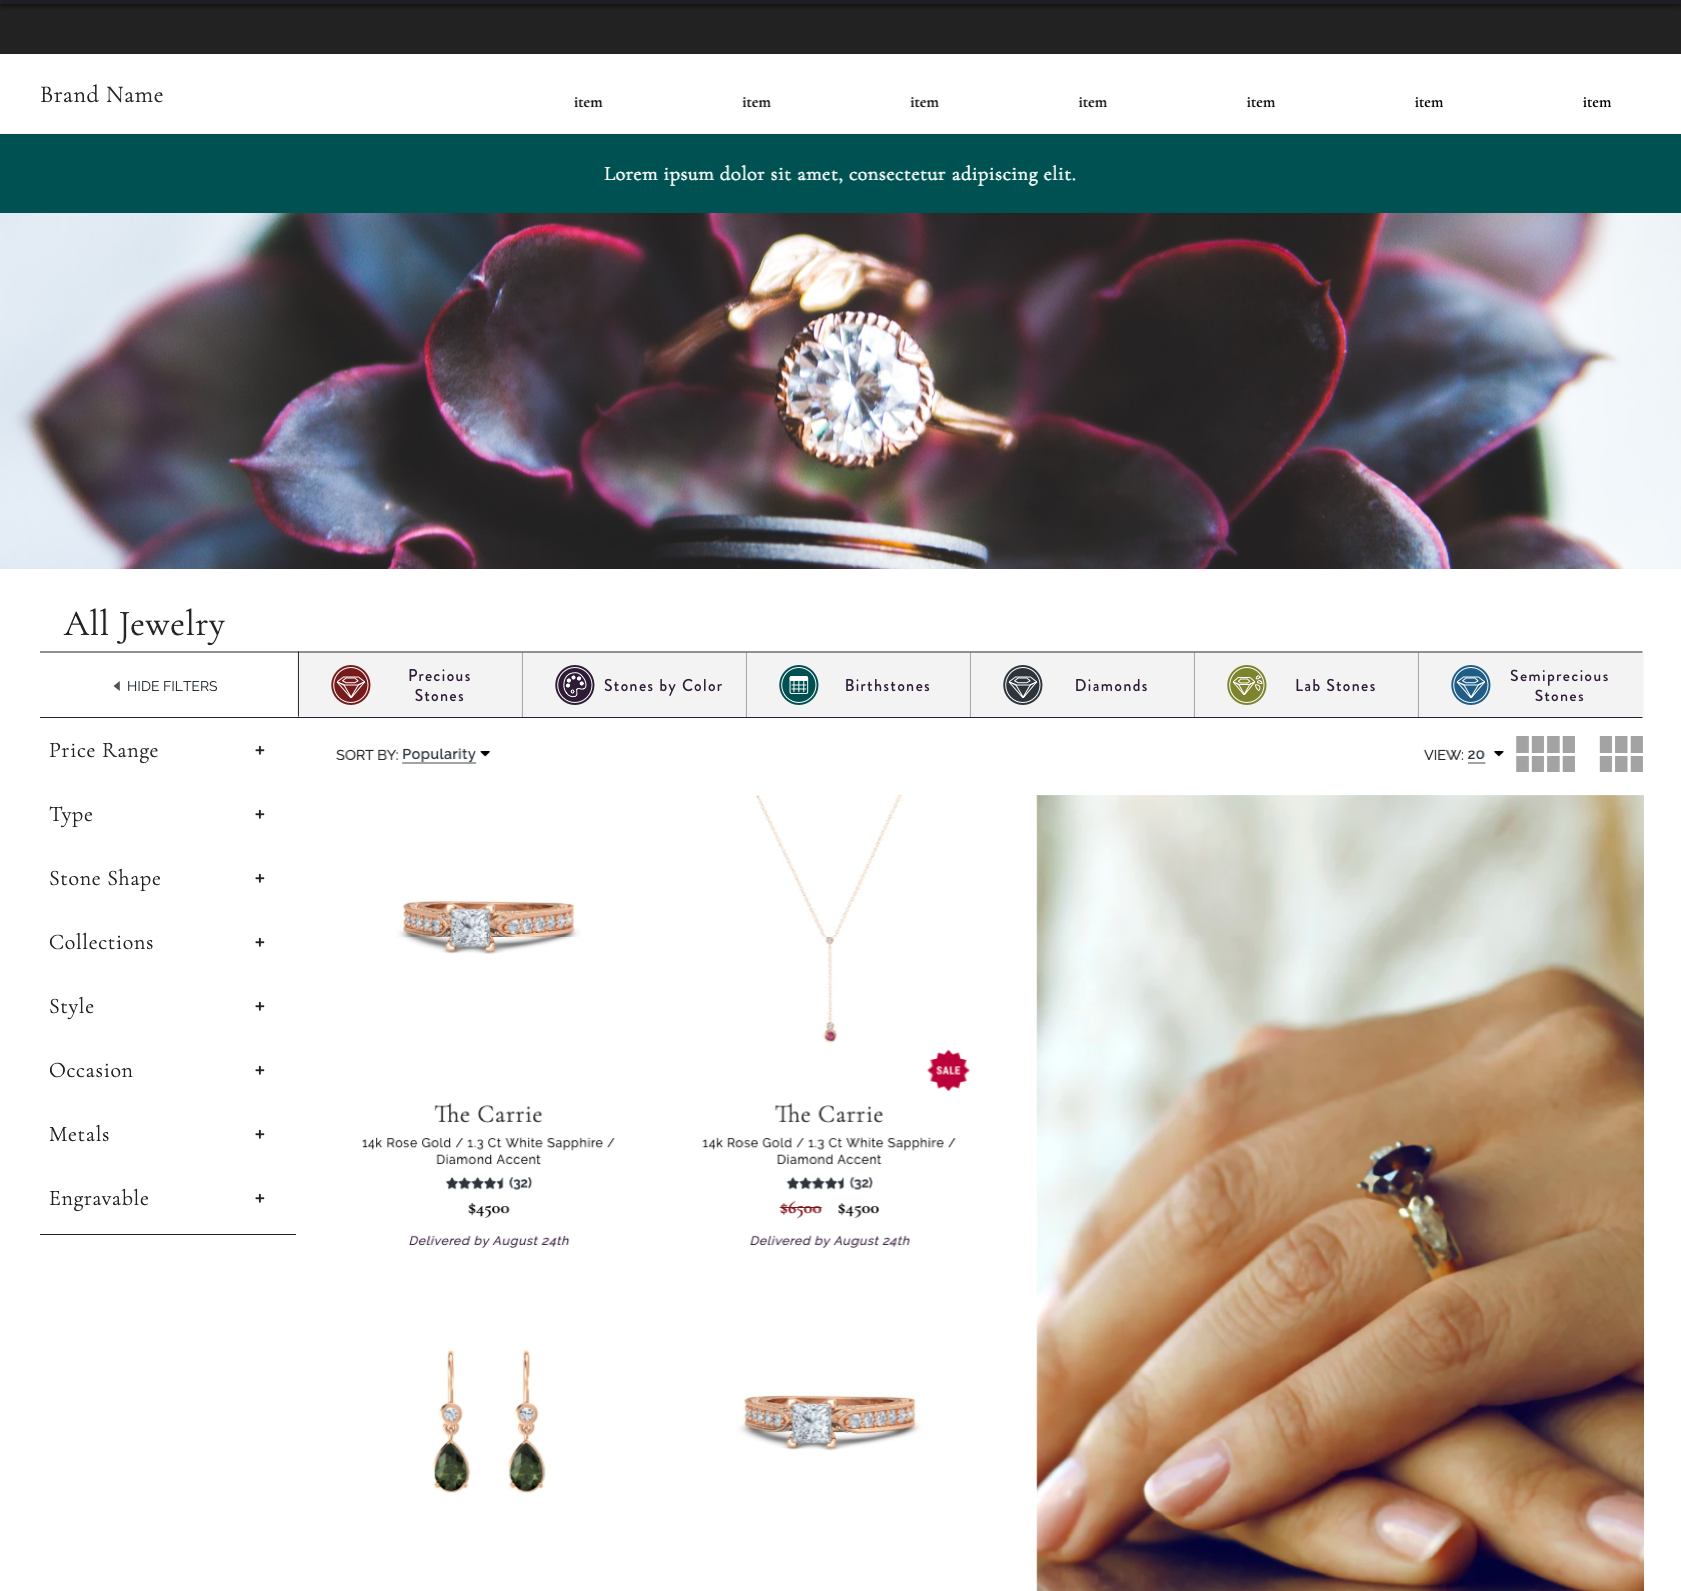 Brand Name
item item item item item item item
Lorem ipsum dolor sit amet, consectetur adipiscing elit.
All Jewelry
HIDE FILTERS
Precious
Stones
Stones by Color
Birthstones
Diamonds
Lab Stones
Semiprecious
Stones
Price Range +
Type +
Stone Shape +
Collections +
Style +
Occasion +
Metals +
Engravable +
SORT BY: Popularity
VIEW: 20
The Carrie
14k Rose Gold / 1.3 Ct White Sapphire /
Diamond Accent
(32)
$4500
Delivered by August 24th
SALE
The Carrie
14k Rose Gold / 1.3 Ct White Sapphire /
Diamond Accent
(32)
$6500 $4500
Delivered by August 24th